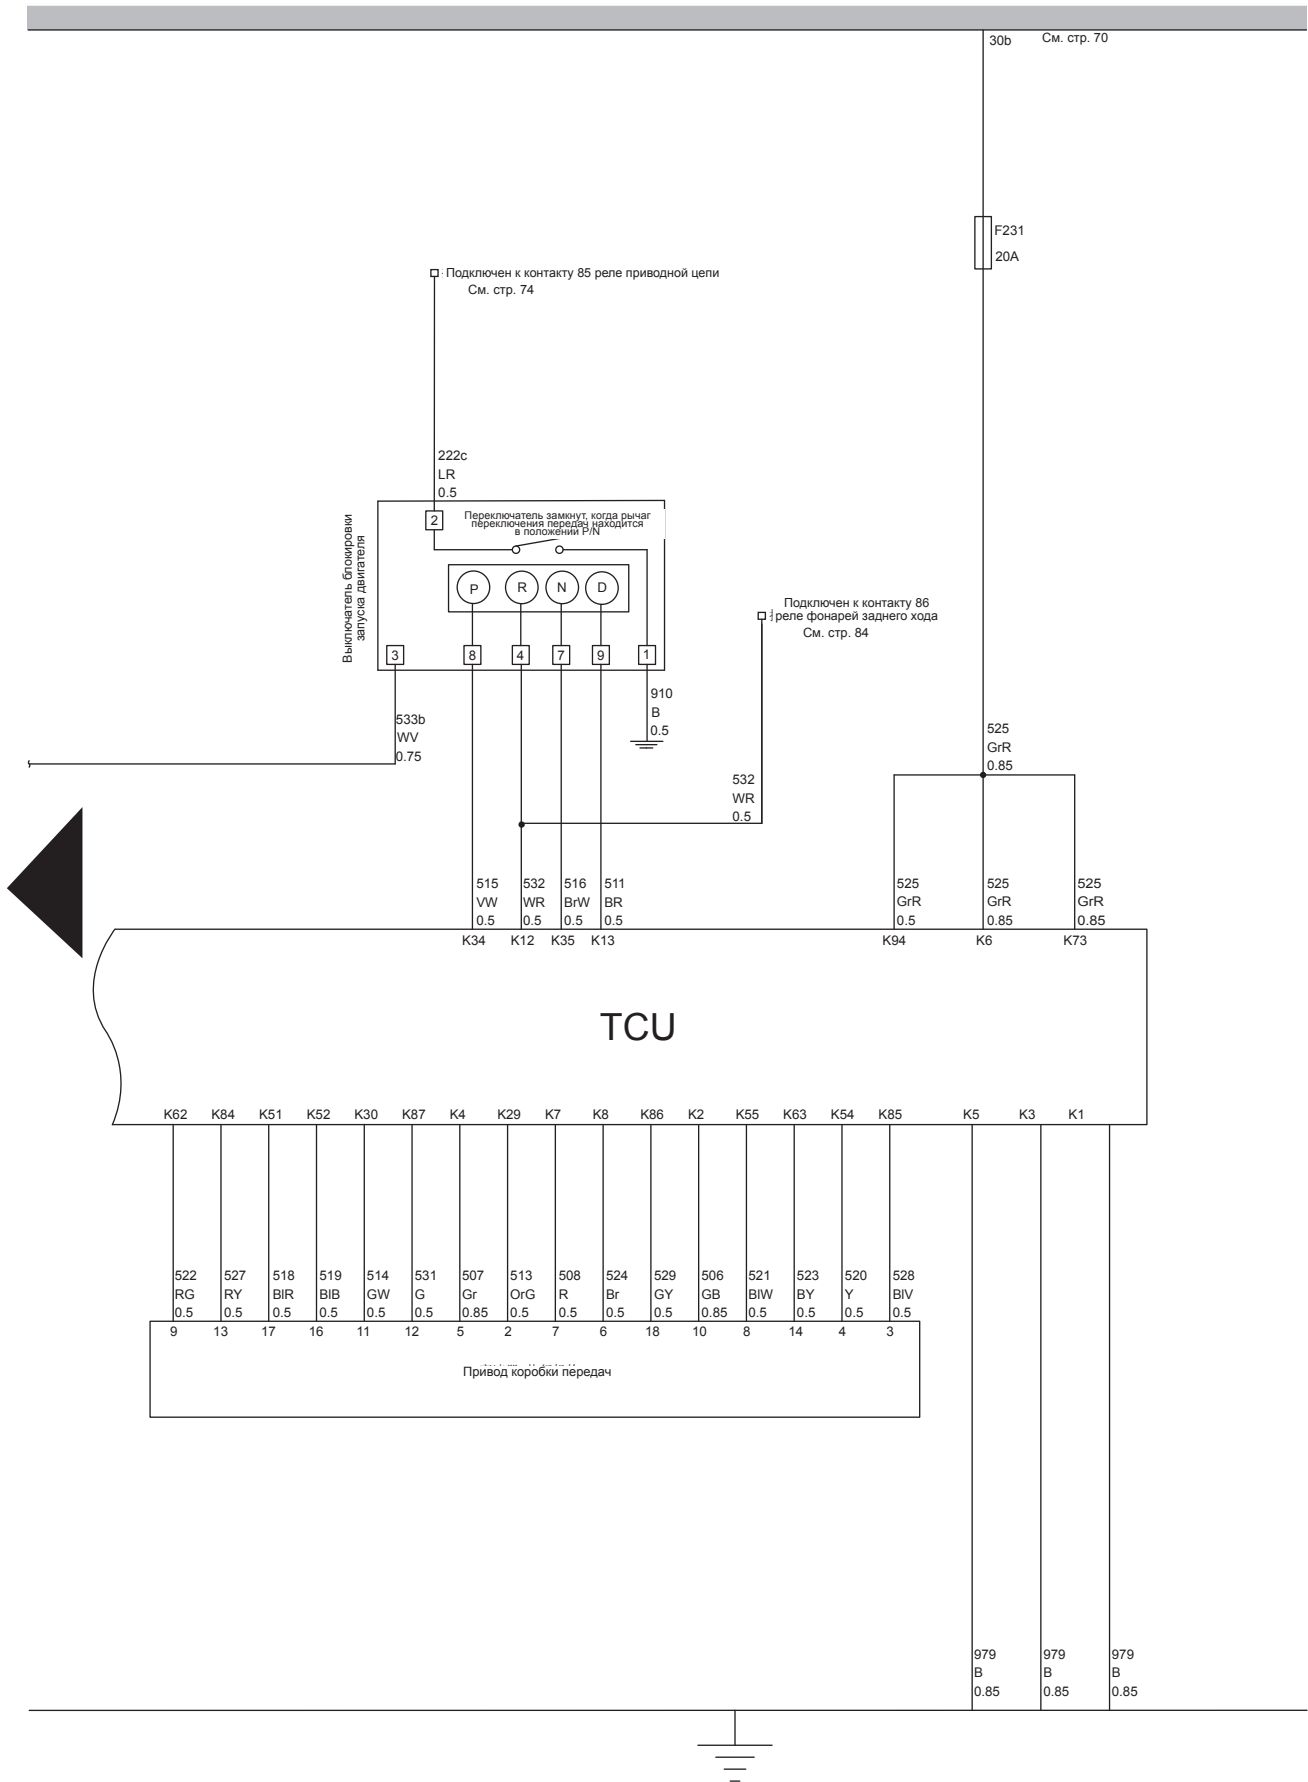 30b См. стр. 70
F231
20A
Подключен к контакту 85 реле приводной цепи
См. стр. 74
222c
LR
0.5
Выключатель блокировки
запуска двигателя
2
Переключатель замкнут, когда рычаг
переключения передач находится
в положении P/N
P R N D
3 8 4 7 9 1
Подключен к контакту 86
реле фонарей заднего хода
См. стр. 84
910
B
0.5
533b
WV
0.75
525
GrR
0.85
532
WR
0.5
515 532 516 511 525 525 525
VW WR BrW BR GrR GrR GrR
0.5 0.5 0.5 0.5 0.5 0.85 0.85
K34 K12 K35 K13 K94 K6 K73
TCU
K62 K84 K51 K52 K30 K87 K4 K29 K7 K8 K86 K2 K55 K63 K54 K85 K5 K3 K1
522 527 518 519 514 531 507 513 508 524 529 506 521 523 520 528
RG RY BlR BlB GW G Gr OrG R Br GY GB BlW BY Y BlV
0.5 0.5 0.5 0.5 0.5 0.5 0.85 0.5 0.5 0.5 0.5 0.85 0.5 0.5 0.5 0.5
9 13 17 16 11 12 5 2 7 6 18 10 8 14 4 3
Привод коробки передач
979 979 979
B B B
0.85 0.85 0.85